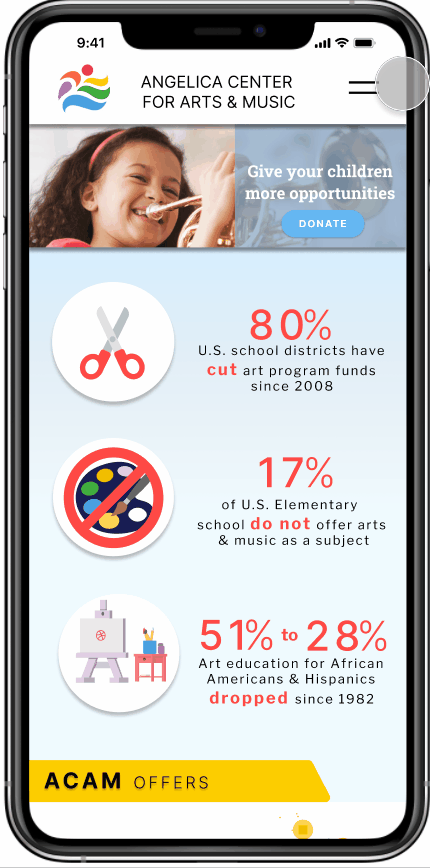 9:41
ANGELICA CENTER
FOR ARTS & MUSIC
Give your children
more opportunities
DONATE
80%
U.S. school districts have
cut art program funds
since 2008
17%
of U.S. Elementary
school do not offer arts
& music as a subject
51% to 28%
Art education for African
Americans & Hispanics
dropped since 1982
ACAM OFFERS